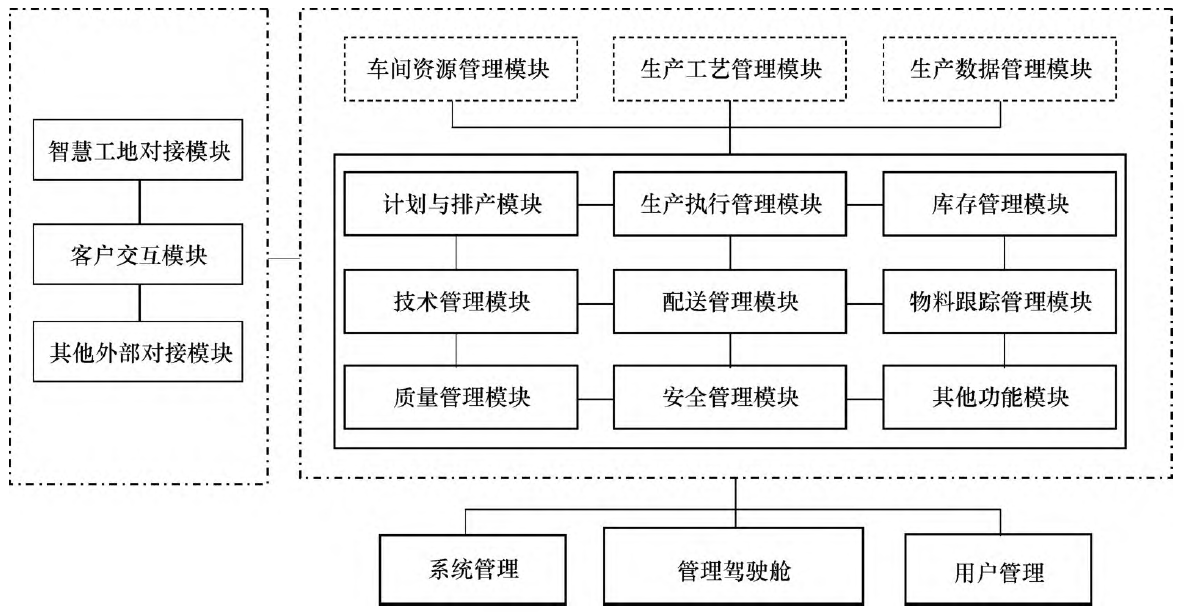 车间资源管理模块
生产工艺管理模块
生产数据管理模块
智慧工地对接模块
客户交互模块
其他外部对接模块
计划与排产模块
生产执行管理模块
库存管理模块
技术管理模块
配送管理模块
物料跟踪管理模块
质量管理模块
安全管理模块
其他功能模块
系统管理
管理驾驶舱
用户管理